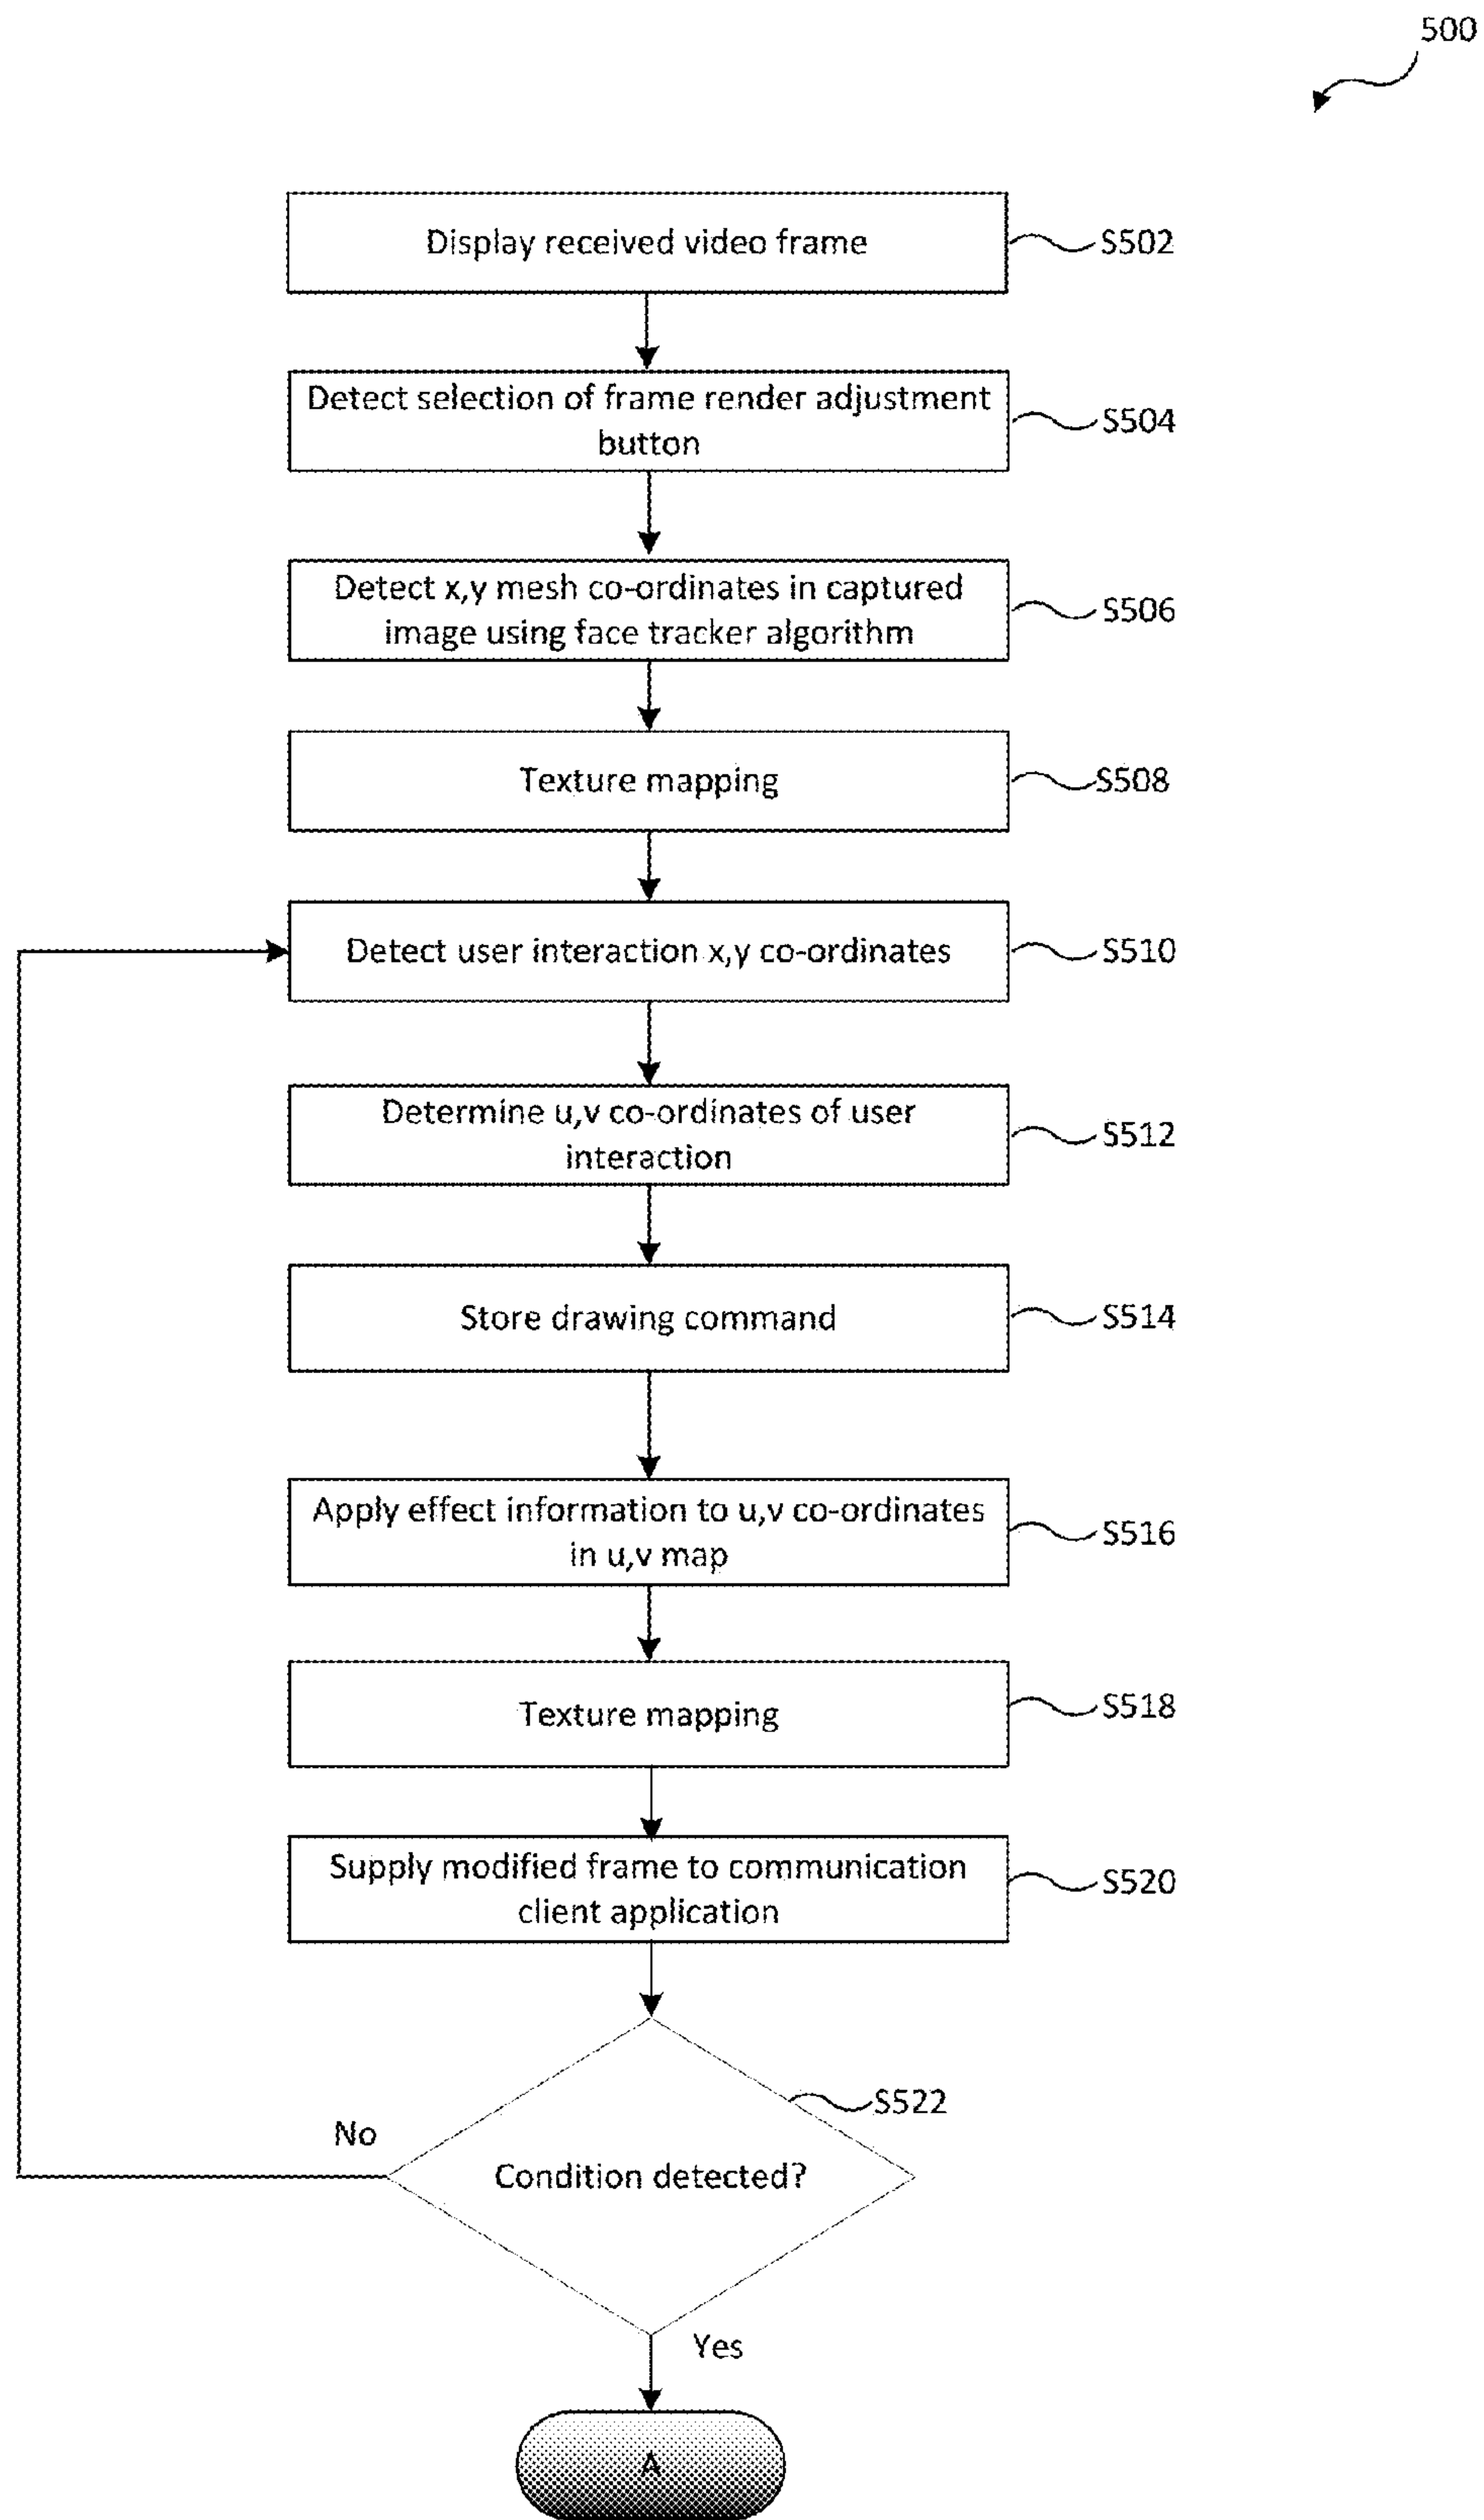 500
Display received video frame
S502
Detect selection of frame render adjustment
button
S504
Detect x,y mesh co-ordinates in captured
image using face tracker algorithm
S506
Texture mapping
S508
Detect user interaction x,y co-ordinates
S510
Determine u,v co-ordinates of user
interaction
S512
Store drawing command
S514
Apply effect information to u,v co-ordinates
in u,v map
S516
Texture mapping
S518
Supply modified frame to communication
client application
S520
S522
No
Condition detected?
Yes
A